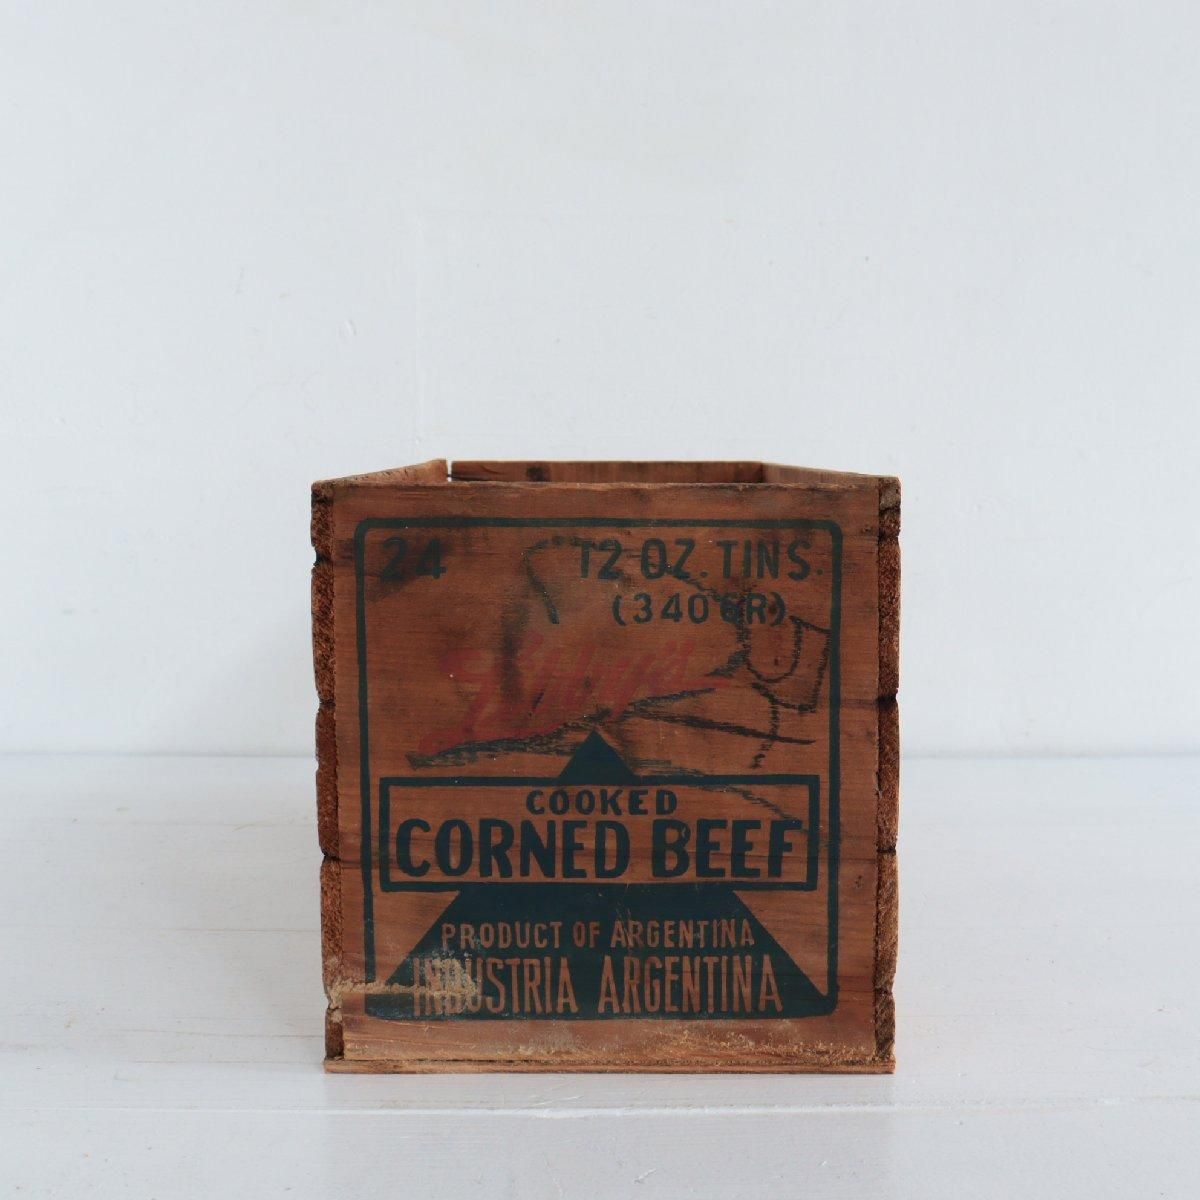 24 12 OZ. TINS.
(340 GR)
Libby's
COOKED
CORNED BEEF
PRODUCT OF ARGENTINA
INDUSTRIA ARGENTINA